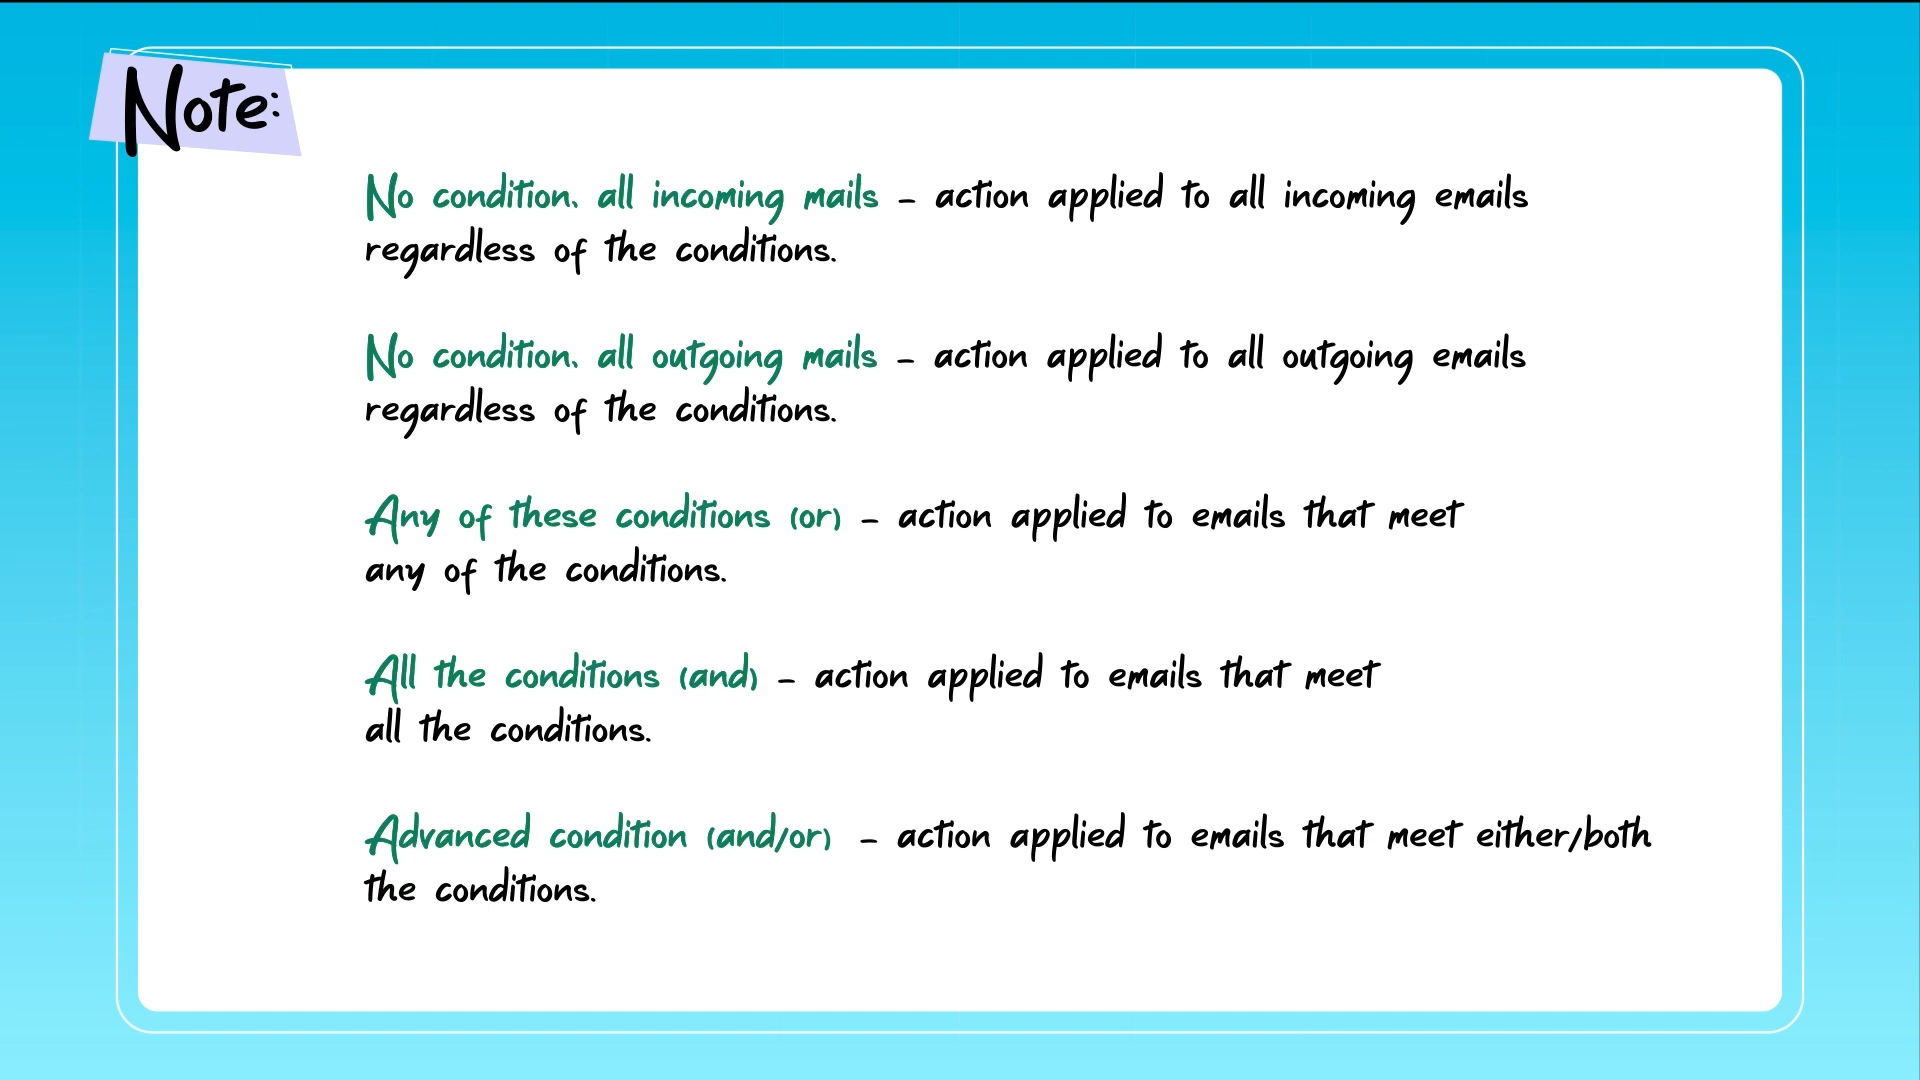 Note:
No condition, all incoming mails - action applied to all incoming emails
regardless of the conditions.
No condition, all outgoing mails - action applied to all outgoing emails
regardless of the conditions.
Any of these conditions (or) - action applied to emails that meet
any of the conditions.
All the conditions (and) - action applied to emails that meet
all the conditions.
Advanced condition (and/or) - action applied to emails that meet either/both
the conditions.